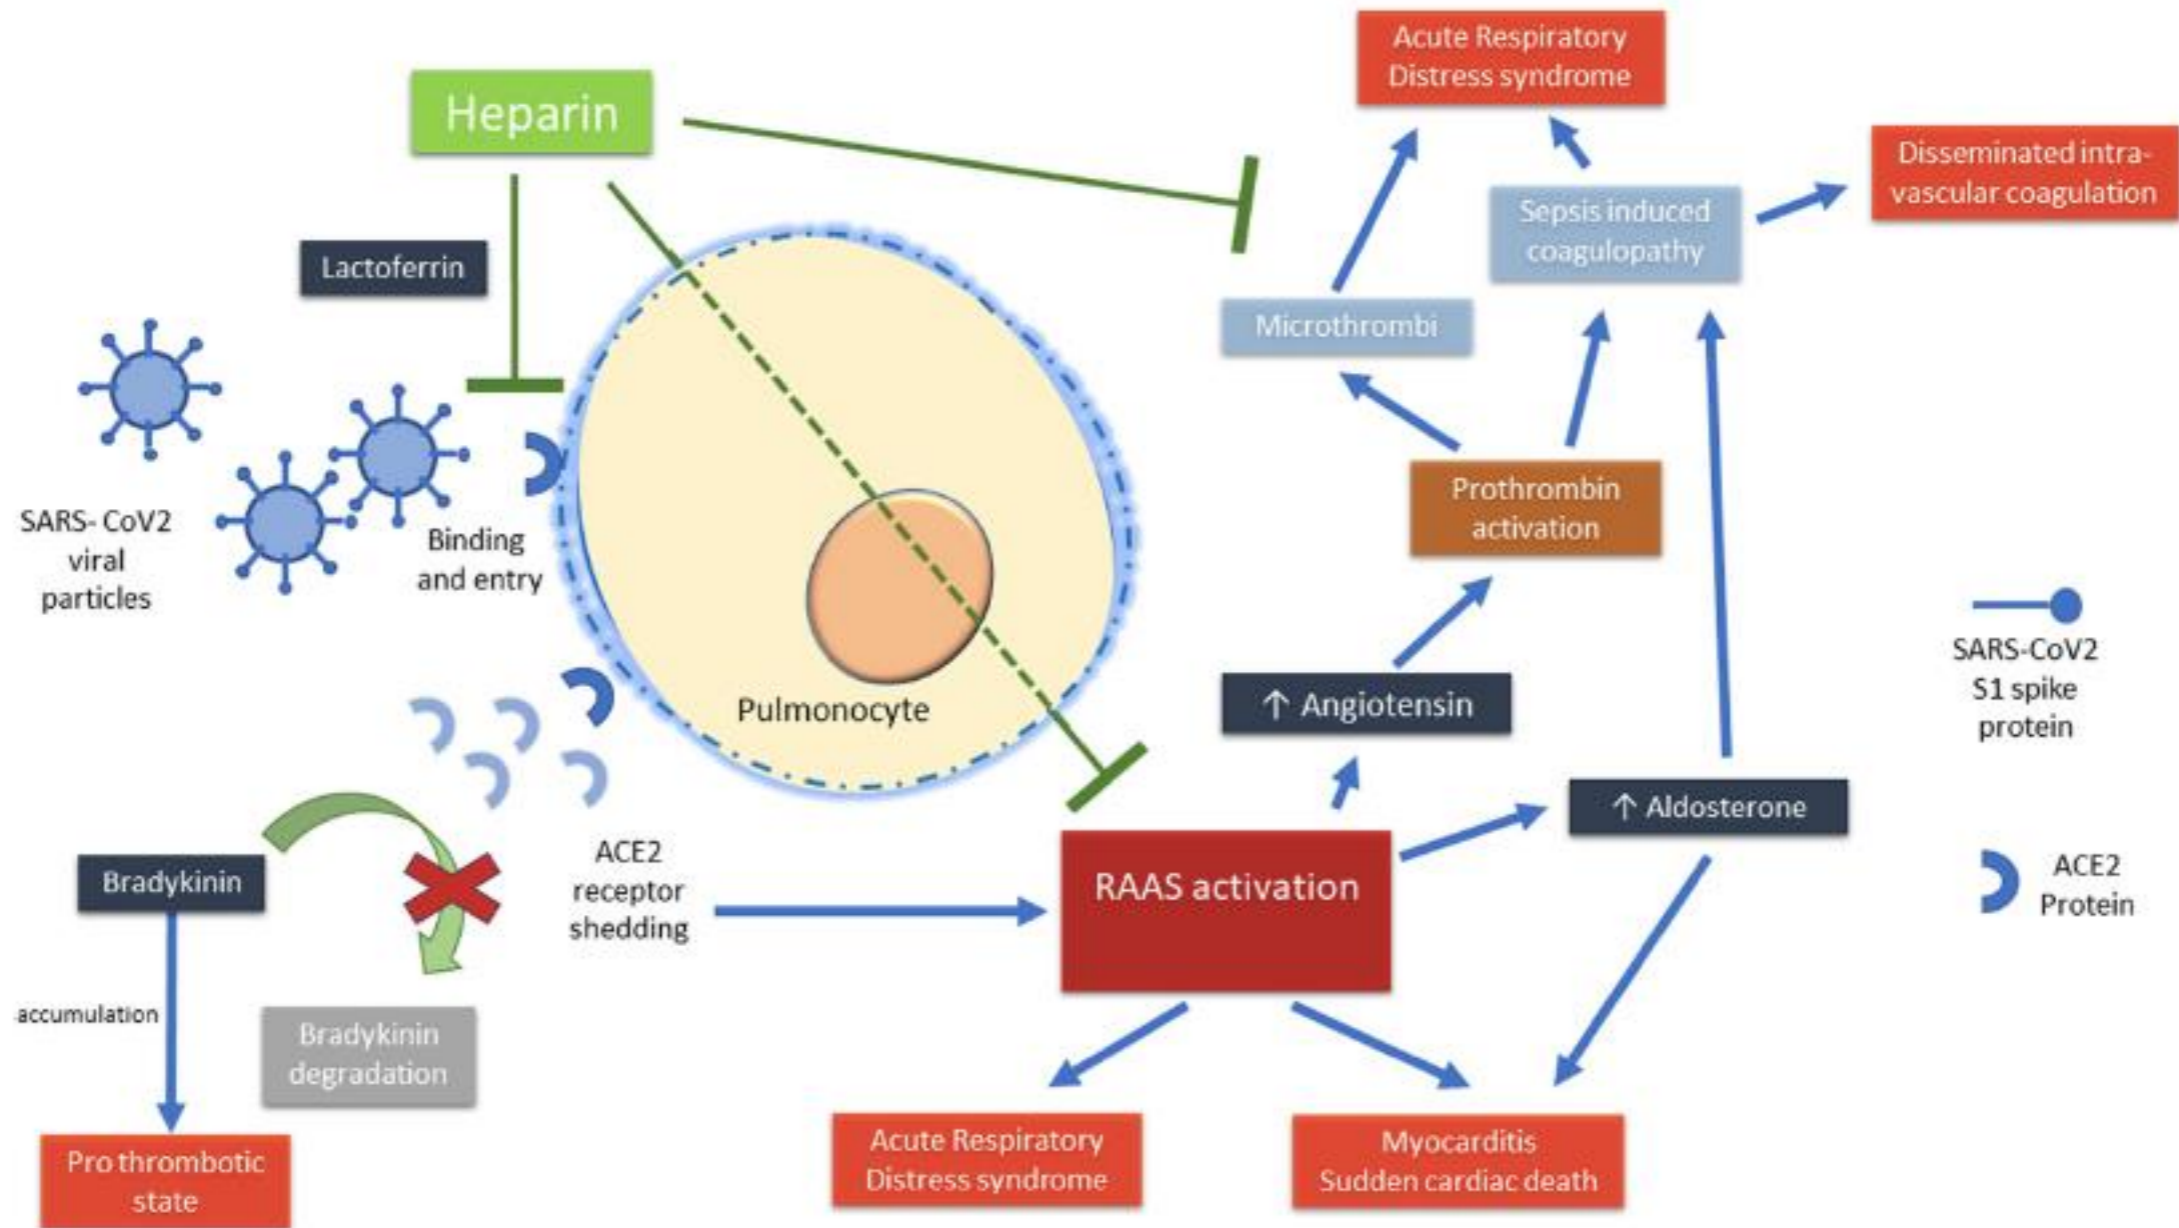 Acute Respiratory
Distress syndrome
Heparin
Disseminated intra-
vascular coagulation
Sepsis induced
coagulopathy
Lactoferrin
Microthrombi
Prothrombin
activation
SARS- CoV2
viral
particles
Binding
and entry
SARS-CoV2
S1 spike
protein
Pulmonocyte
↑ Angiotensin
↑ Aldosterone
ACE2
receptor
shedding
RAAS activation
ACE2
Protein
Bradykinin
accumulation
Bradykinin
degradation
Pro thrombotic
state
Acute Respiratory
Distress syndrome
Myocarditis
Sudden cardiac death